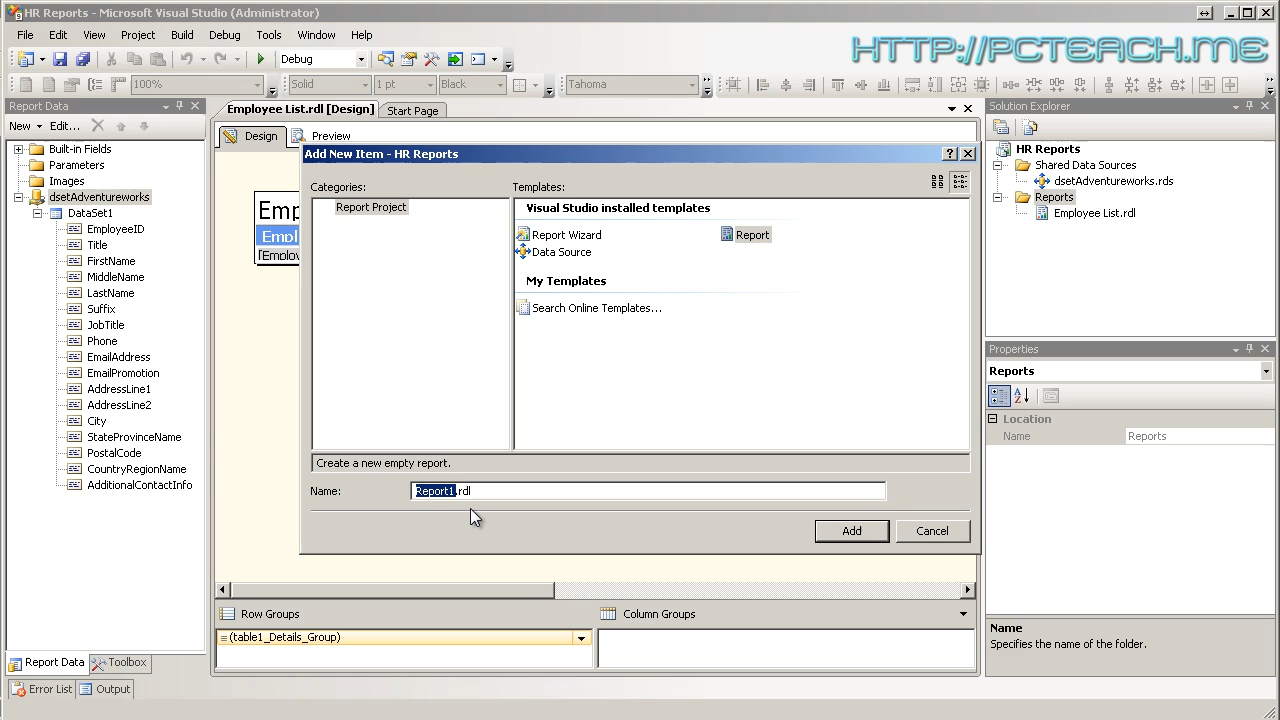 HR Reports - Microsoft Visual Studio (Administrator)
File Edit View Project Build Debug Tools Window Help
HTTP://PCTEACH.ME
Debug
100% Solid 1 pt Black Tahoma
Report Data
New Edit...
Built-in Fields
Parameters
Images
dsetAdventureworks
DataSet1
EmployeeID
Title
FirstName
MiddleName
LastName
Suffix
JobTitle
Phone
EmailAddress
EmailPromotion
AddressLine1
AddressLine2
City
StateProvinceName
PostalCode
CountryRegionName
AdditionalContactInfo
Report Data Toolbox
Error List Output
Employee List.rdl [Design] Start Page
Design Preview
Emp
Empl
[Employ
Add New Item - HR Reports
Categories: Templates:
Report Project
Visual Studio installed templates
Report Wizard Report
Data Source
My Templates
Search Online Templates...
Create a new empty report.
Name: Report1.rdl
Add Cancel
Row Groups Column Groups
(table1_Details_Group)
Solution Explorer
HR Reports
Shared Data Sources
dsetAdventureworks.rds
Reports
Employee List.rdl
Properties
Reports
Location
Name Reports
Name
Specifies the name of the folder.